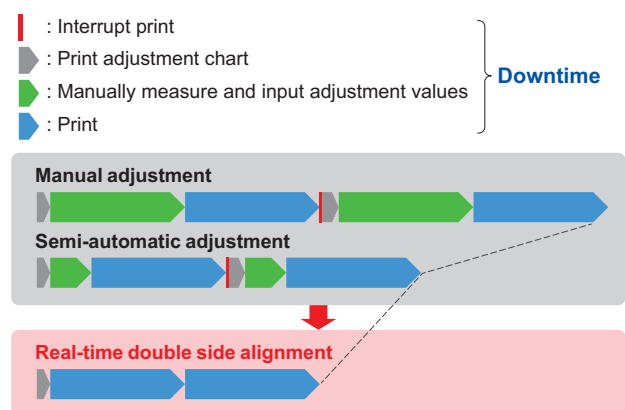 : Interrupt print
: Print adjustment chart
: Manually measure and input adjustment values
: Print
Downtime
Manual adjustment
Semi-automatic adjustment
Real-time double side alignment